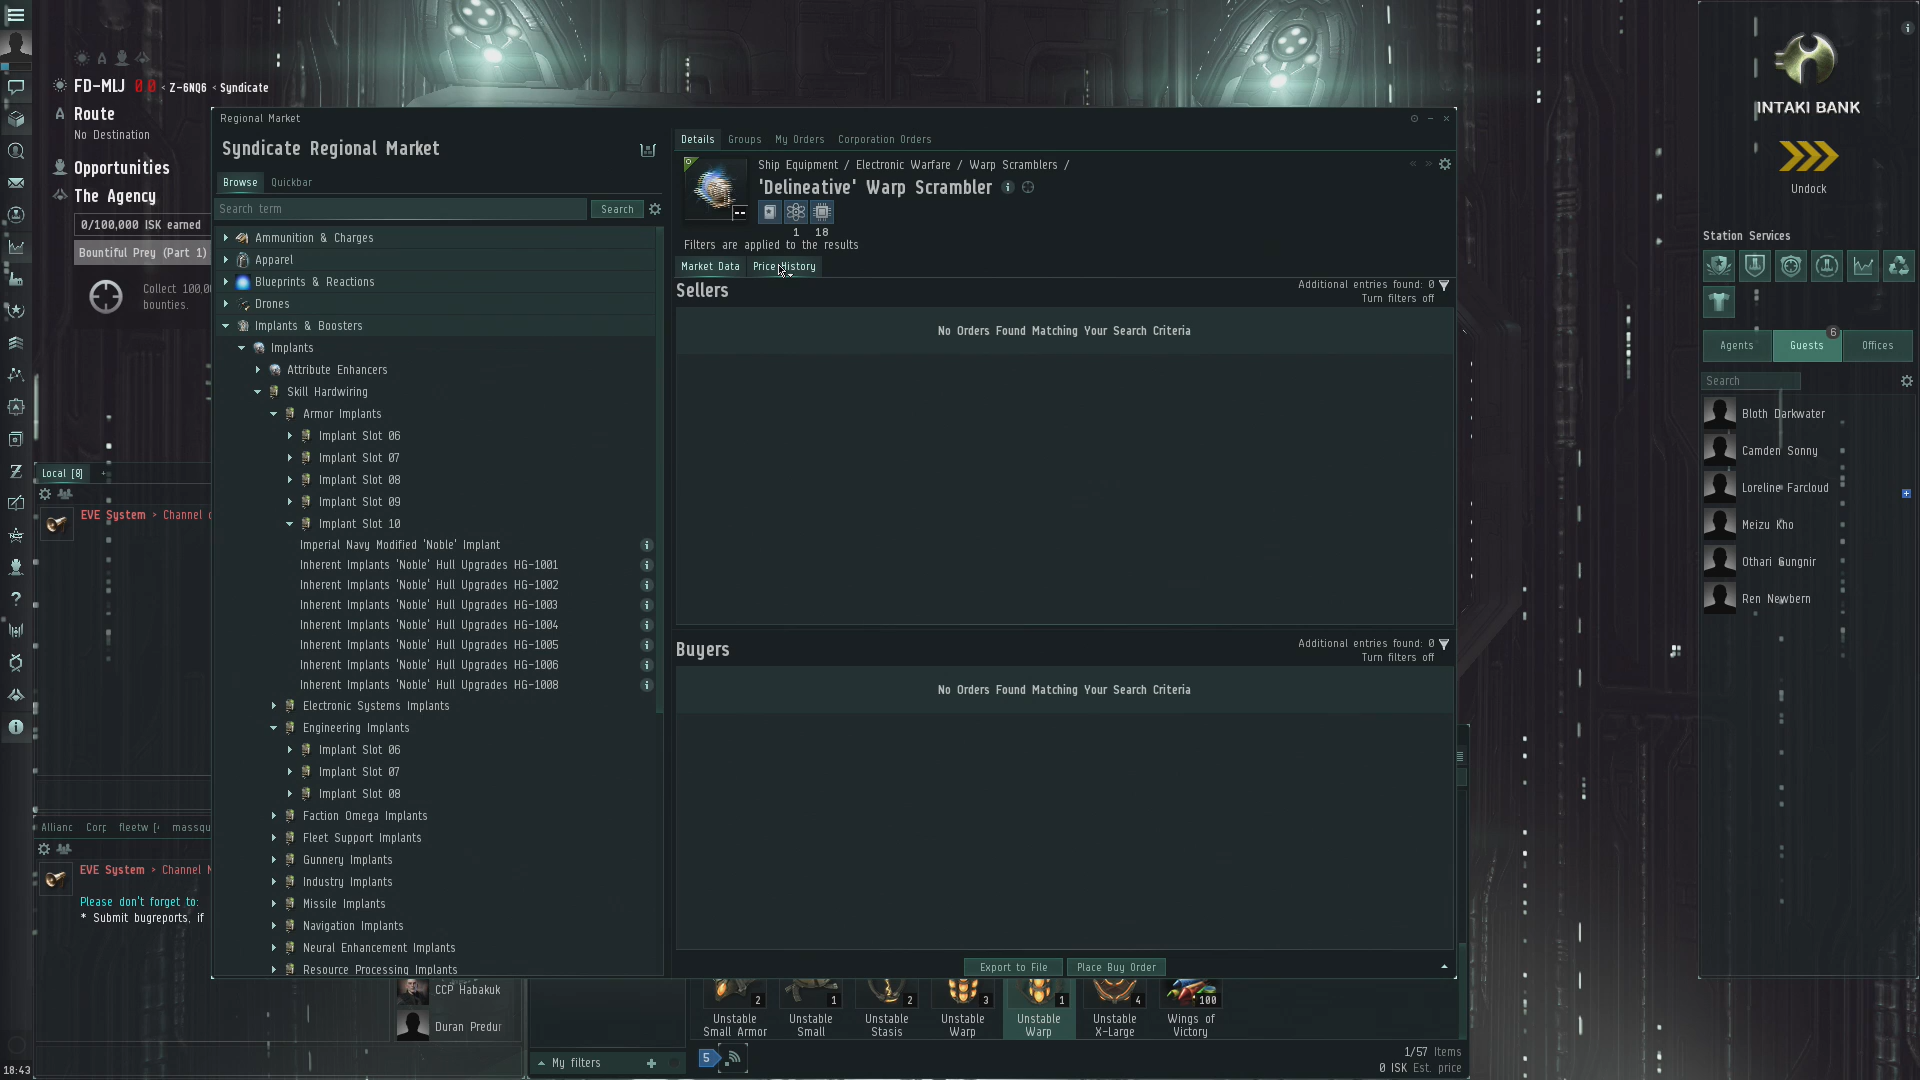 FD-MLJ 0.0 < Z-6NQ6 < Syndicate
Route
No Destination
Opportunities
The Agency
0/100,000 ISK earned
Bountiful Prey (Part 1)
Collect 100,0
bounties.
Local [8]
EVE System > Channel
Allianc Corp fleetw massqu
EVE System > Channel
Please don't forget to:
* Submit bugreports, if
18:43
Regional Market
Syndicate Regional Market
Browse Quickbar
Search term
Search
Ammunition & Charges
Apparel
Blueprints & Reactions
Drones
Implants & Boosters
Implants
Attribute Enhancers
Skill Hardwiring
Armor Implants
Implant Slot 06
Implant Slot 07
Implant Slot 08
Implant Slot 09
Implant Slot 10
Imperial Navy Modified 'Noble' Implant
Inherent Implants 'Noble' Hull Upgrades HG-1001
Inherent Implants 'Noble' Hull Upgrades HG-1002
Inherent Implants 'Noble' Hull Upgrades HG-1003
Inherent Implants 'Noble' Hull Upgrades HG-1004
Inherent Implants 'Noble' Hull Upgrades HG-1005
Inherent Implants 'Noble' Hull Upgrades HG-1006
Inherent Implants 'Noble' Hull Upgrades HG-1008
Electronic Systems Implants
Engineering Implants
Implant Slot 06
Implant Slot 07
Implant Slot 08
Faction Omega Implants
Fleet Support Implants
Gunnery Implants
Industry Implants
Missile Implants
Navigation Implants
Neural Enhancement Implants
Resource Processing Implants
Details Groups My Orders Corporation Orders
Ship Equipment / Electronic Warfare / Warp Scramblers /
'Delineative' Warp Scrambler
--
1 18
Filters are applied to the results
Market Data Price History
Sellers
Additional entries found: 0
Turn filters off
No Orders Found Matching Your Search Criteria
Buyers
Additional entries found: 0
Turn filters off
No Orders Found Matching Your Search Criteria
Export to File Place Buy Order
CCP Habakuk
Duran Predur
My filters
2 1 2 3 1 4 100
Unstable Small Armor
Unstable Small
Unstable Stasis
Unstable Warp
Unstable Warp
Unstable X-Large
Wings of Victory
5
1/57 Items
0 ISK Est. price
INTAKI BANK
Undock
Station Services
Agents Guests Offices
6
Search
Bloth Darkwater
Camden Sonny
Loreline Farcloud
Meizu Kho
Othari Gungnir
Ren Newbern